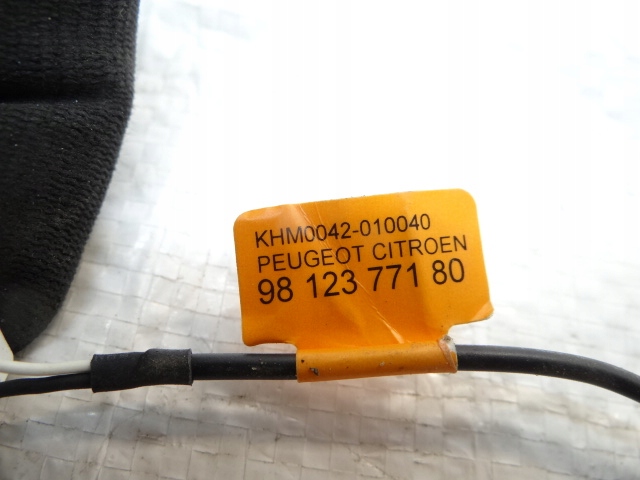 KHM0042-010040
PEUGEOT CITROEN
98 123 771 80